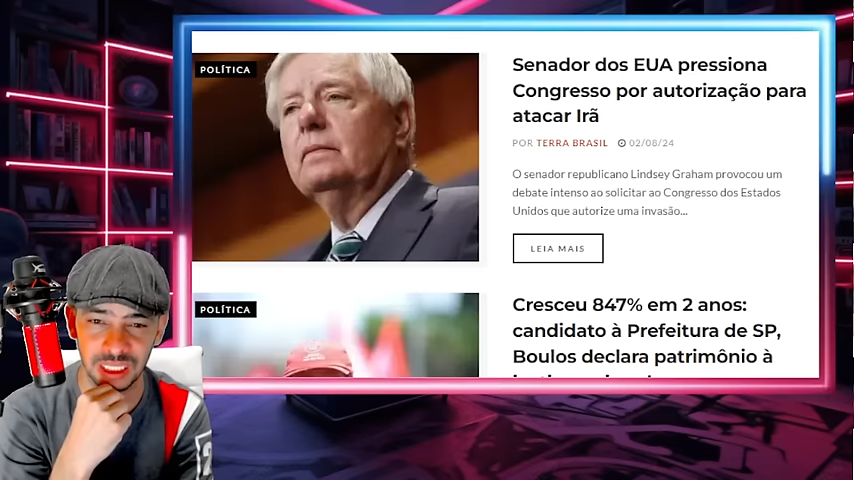 POLÍTICA
Senador dos EUA pressiona
Congresso por autorização para
atacar Irã
POR TERRA BRASIL 02/08/24
O senador republicano Lindsey Graham provocou um
debate intenso ao solicitar ao Congresso dos Estados
Unidos que autorize uma invasão...
LEIA MAIS
POLÍTICA
Cresceu 847% em 2 anos:
candidato à Prefeitura de SP,
Boulos declara patrimônio à